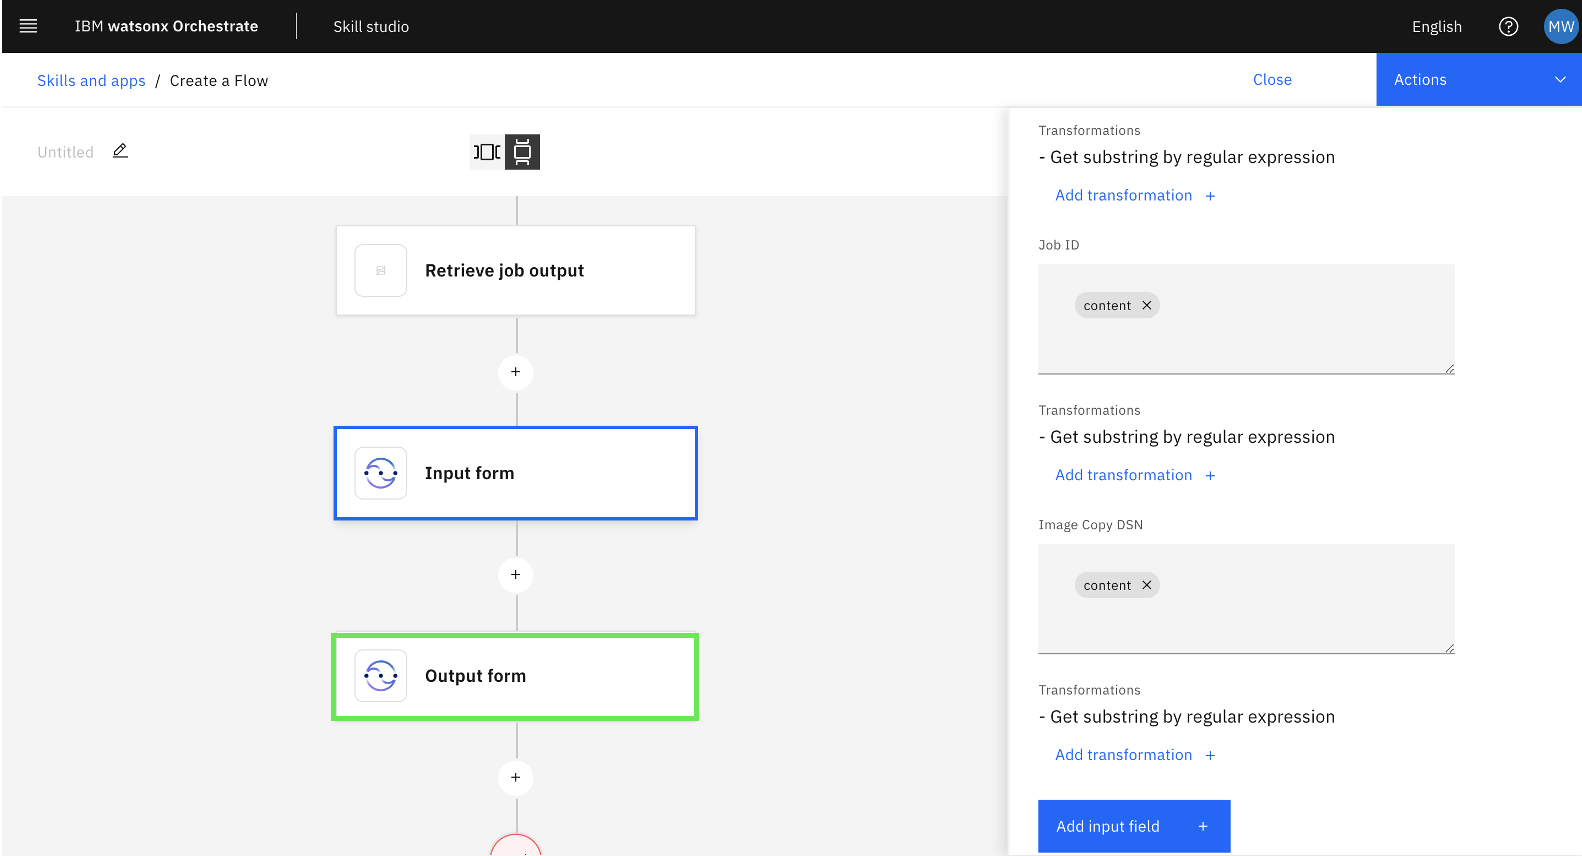 IBM watsonx Orchestrate
Skill studio
English
MW
Skills and apps / Create a Flow
Close
Actions
Untitled
Retrieve job output
+
Input form
+
Output form
+
Transformations
- Get substring by regular expression
Add transformation +
Job ID
content ×
Transformations
- Get substring by regular expression
Add transformation +
Image Copy DSN
content ×
Transformations
- Get substring by regular expression
Add transformation +
Add input field +